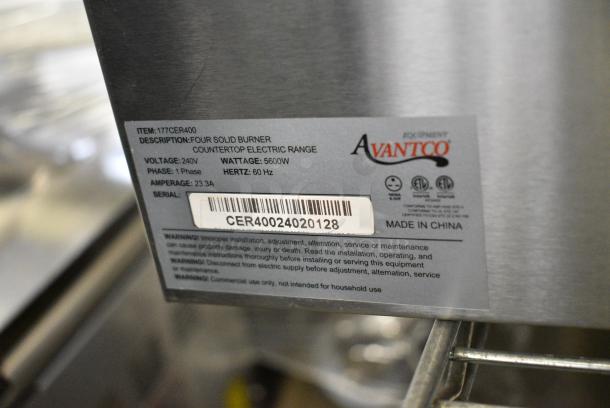 ITEM: 177CER400
DESCRIPTION: FOUR SOLID BURNER
COUNTERTOP ELECTRIC RANGE
VOLTAGE: 240V WATTAGE: 5600W
PHASE: 1 Phase HERTZ: 60 Hz
AMPERAGE: 23.3A
SERIAL:
CER40024020128
EQUIPMENT
AVANTCO
Intertek Intertek
MADE IN CHINA
WARNING! Improper installation, adjustment, alternation, service or maintenance
can cause property damage, injury or death. Read the installation, operating, and
maintenance instructions thoroughly before installing or servicing this equipment
WARNING! Disconnect from electric supply before adjustment, alternation, service
or maintenance.
WARNING! Commercial use only, not intended for household use